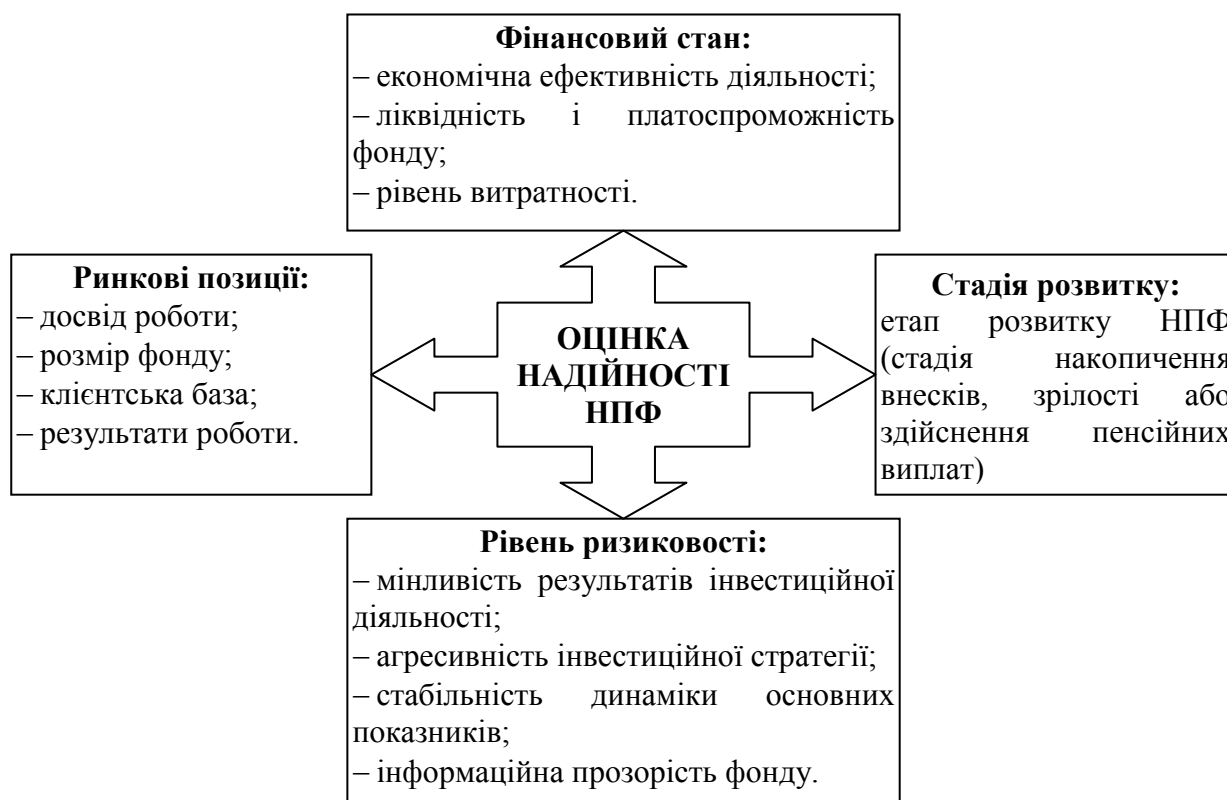 Фінансовий стан:
– економічна ефективність діяльності;
– ліквідність і платоспроможність
фонду;
– рівень витратності.
Ринкові позиції:
– досвід роботи;
– розмір фонду;
– клієнтська база;
– результати роботи.
ОЦІНКА
НАДІЙНОСТІ
НПФ
Стадія розвитку:
етап розвитку НПФ
(стадія накопичення
внесків, зрілості або
здійснення пенсійних
виплат)
Рівень ризиковості:
– мінливість результатів інвестиційної
діяльності;
– агресивність інвестиційної стратегії;
– стабільність динаміки основних
показників;
– інформаційна прозорість фонду.